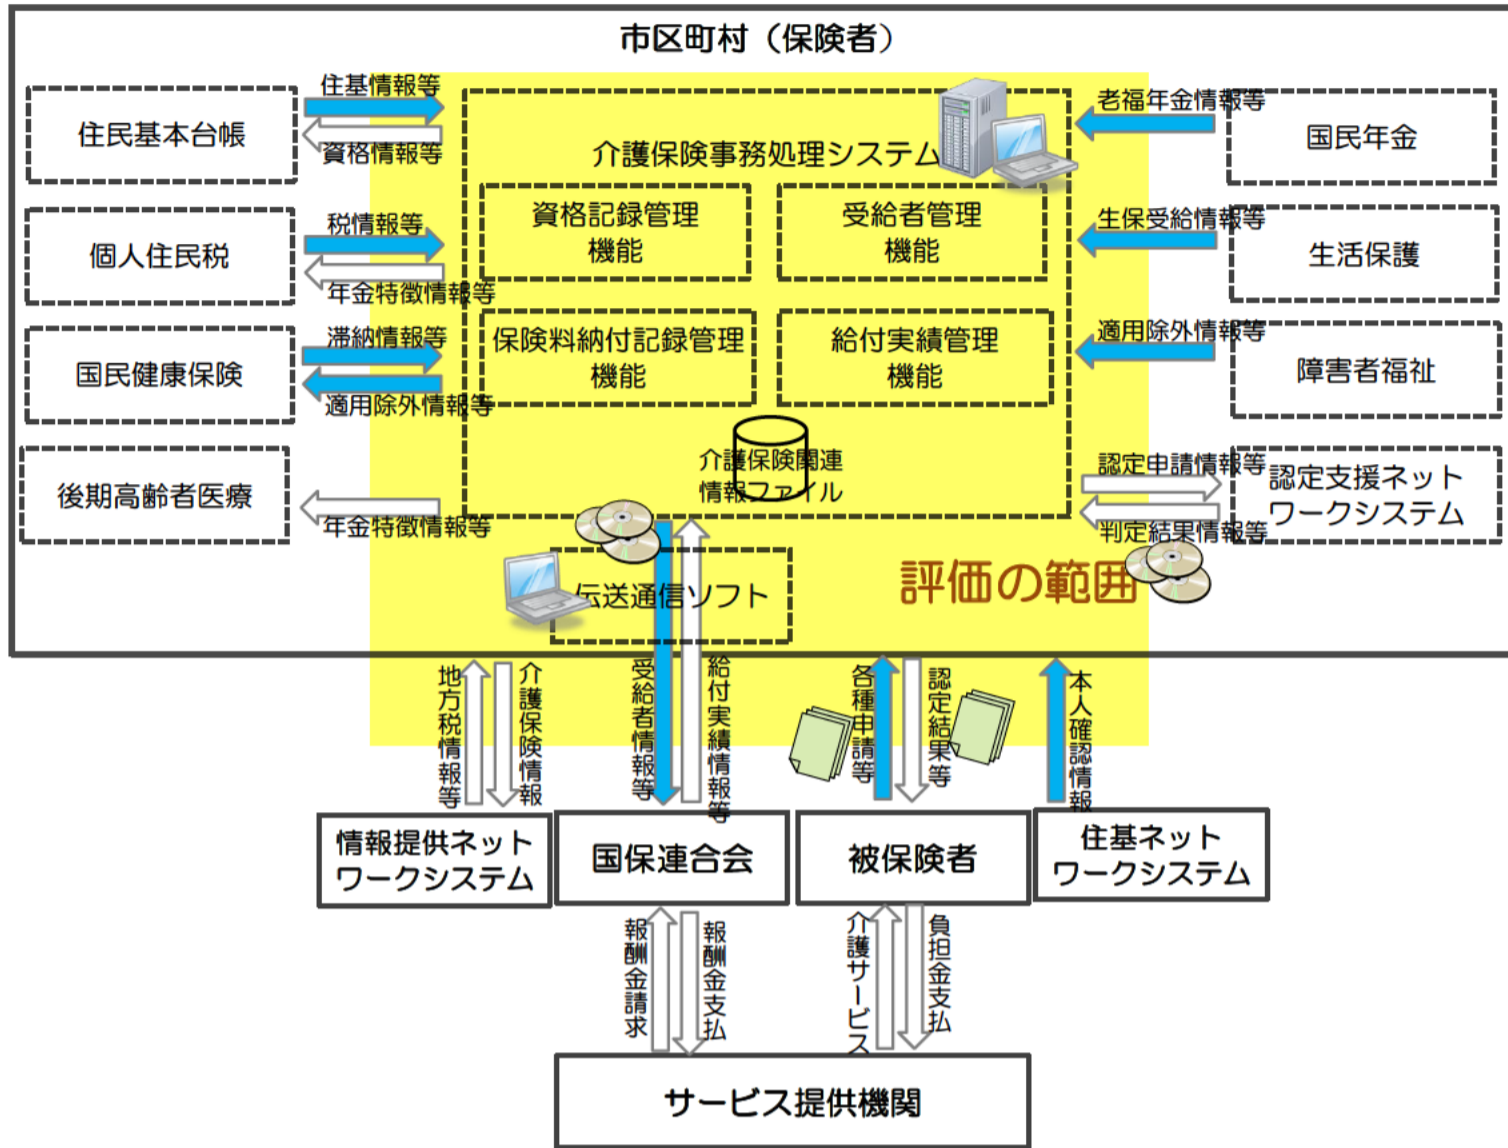 市区町村（保険者）
住基情報等
住民基本台帳
資格情報等
税情報等
個人住民税
年金特徴情報等
滞納情報等
国民健康保険
適用除外情報等
後期高齢者医療
年金特徴情報等
介護保険事務処理システム
資格記録管理
機能
受給者管理
機能
保険料納付記録管理
機能
給付実績管理
機能
介護保険関連
情報ファイル
伝送通信ソフト
評価の範囲
老福年金情報等
国民年金
生保受給情報等
生活保護
適用除外情報等
障害者福祉
認定申請情報等
認定支援ネット
ワークシステム
判定結果情報等
地方税情報等
介護保険情報
受給者情報等
給付実績情報等
各種申請等
認定結果等
本人確認情報
情報提供ネット
ワークシステム
国保連合会
被保険者
住基ネット
ワークシステム
報酬金請求
報酬金支払
介護サービス
負担金支払
サービス提供機関